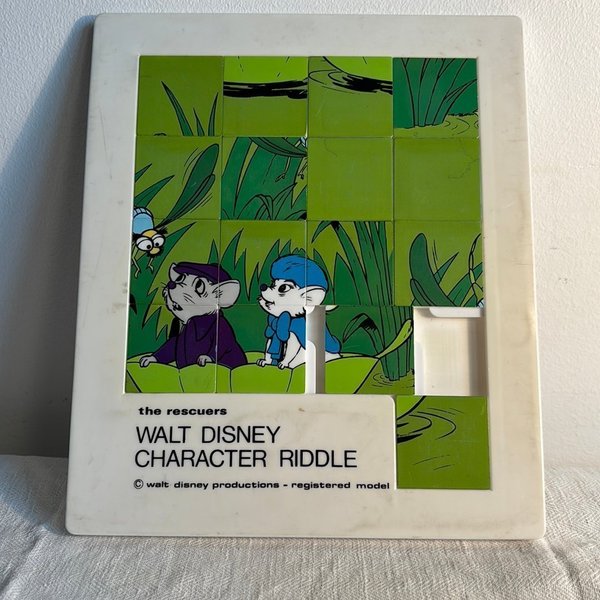 the rescuers
WALT DISNEY
CHARACTER RIDDLE
© walt disney productions - registered model